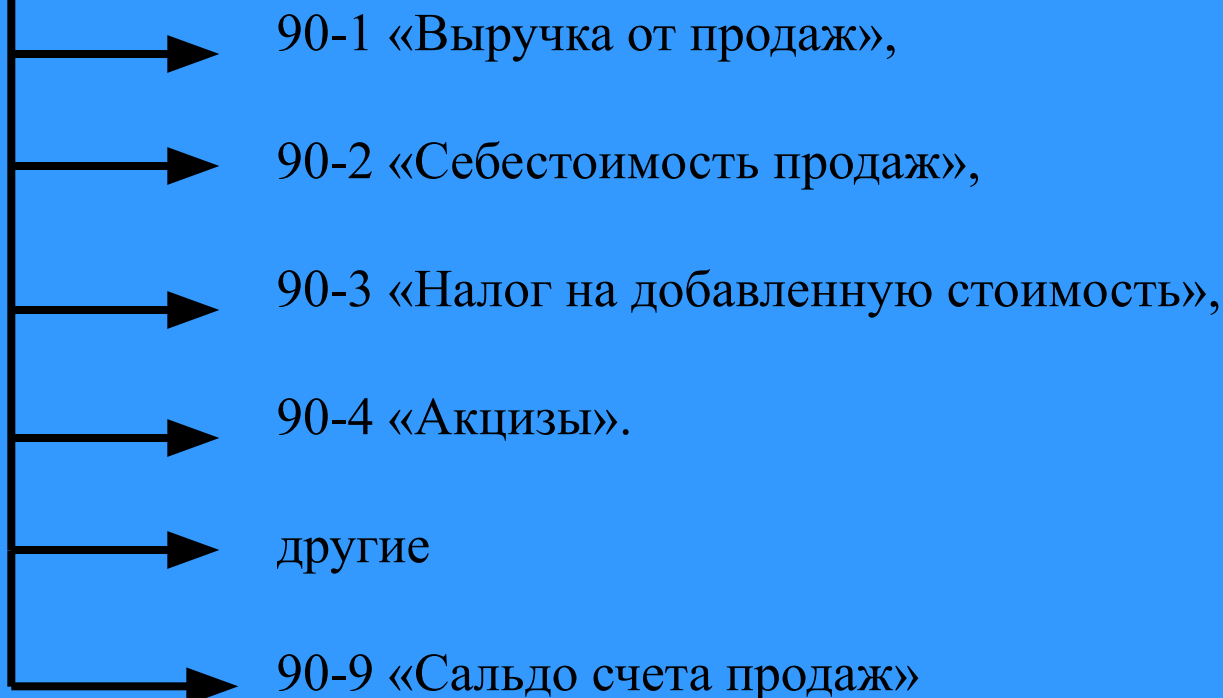 90-1 «Выручка от продаж»,
90-2 «Себестоимость продаж»,
90-3 «Налог на добавленную стоимость»,
90-4 «Акцизы».
другие
90-9 «Сальдо счета продаж»